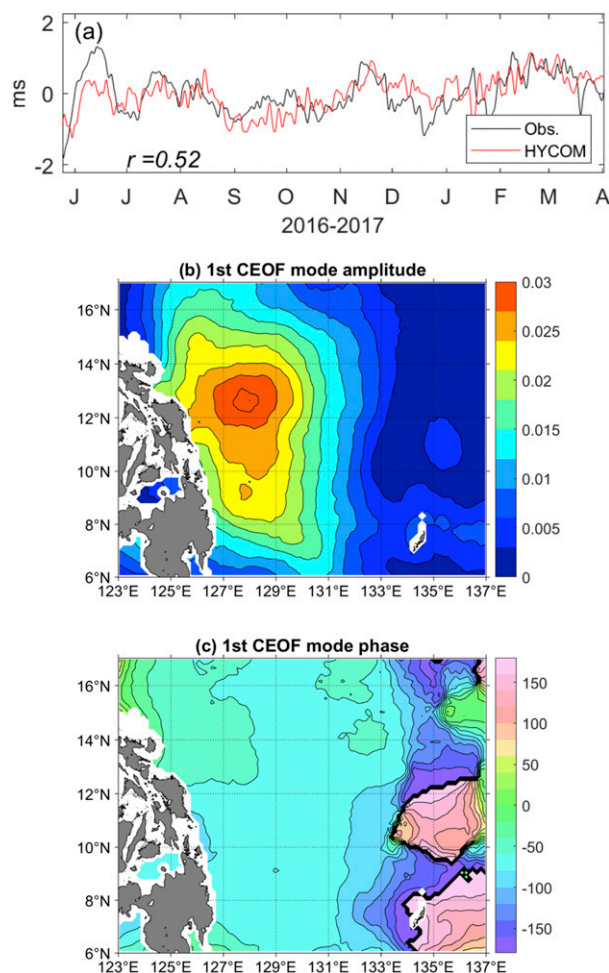 (a)
2
0
-2
ms
r =0.52
Obs.
HYCOM
J J A S O N D J F M A
2016-2017
(b) 1st CEOF mode amplitude
16°N
14°N
12°N
10°N
8°N
6°N
123°E 125°E 127°E 129°E 131°E 133°E 135°E 137°E
0.03
0.025
0.02
0.015
0.01
0.005
0
(c) 1st CEOF mode phase
16°N
14°N
12°N
10°N
8°N
6°N
123°E 125°E 127°E 129°E 131°E 133°E 135°E 137°E
150
100
50
0
-50
-100
-150